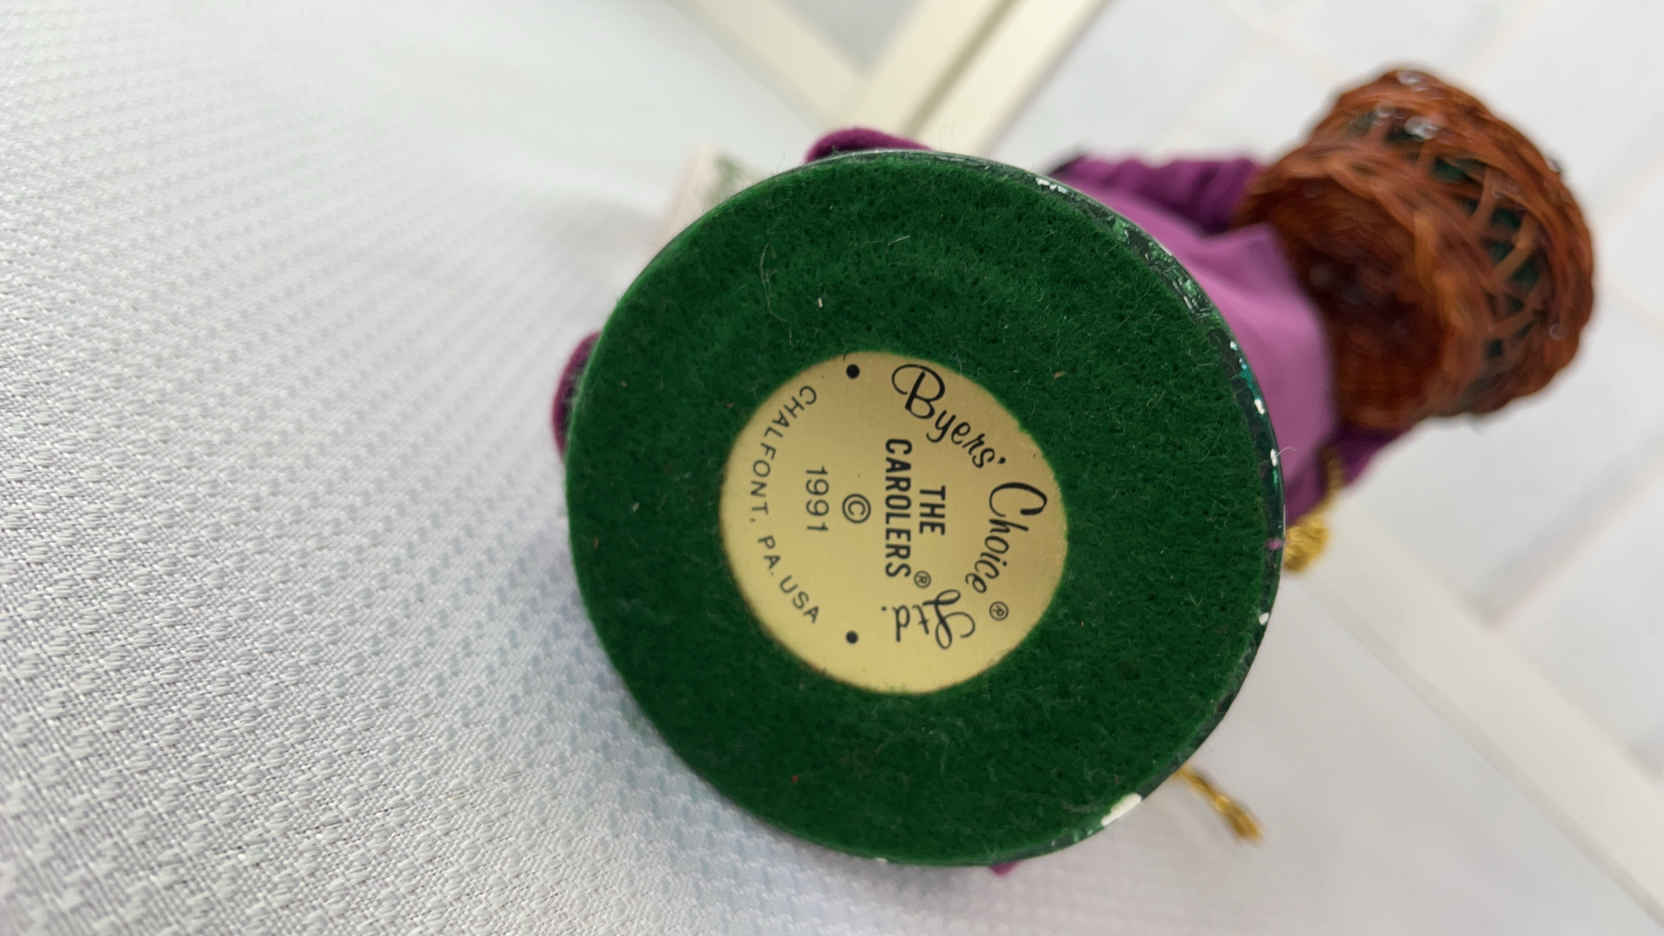 Byers' Choice® Ltd.
THE
CAROLERS®
©
1991
CHALFONT, PA. USA